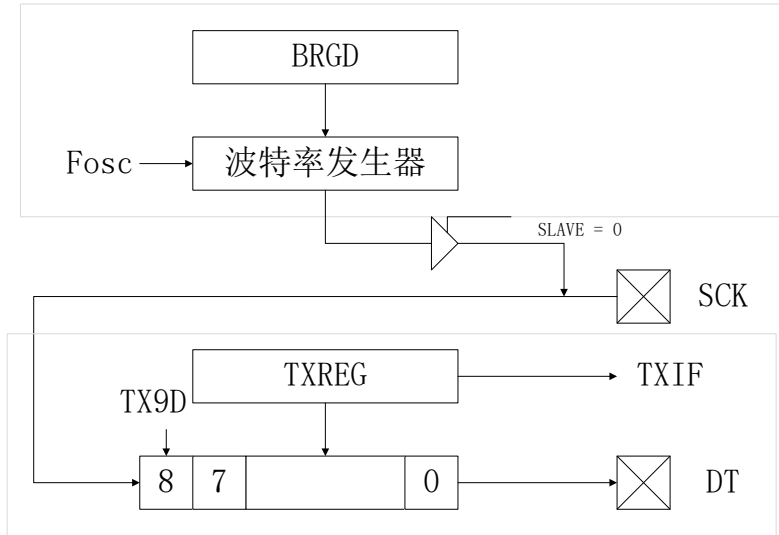 BRGD
Fosc
波特率发生器
SLAVE = 0
SCK
TXREG
TXIF
TX9D
8
7
0
DT